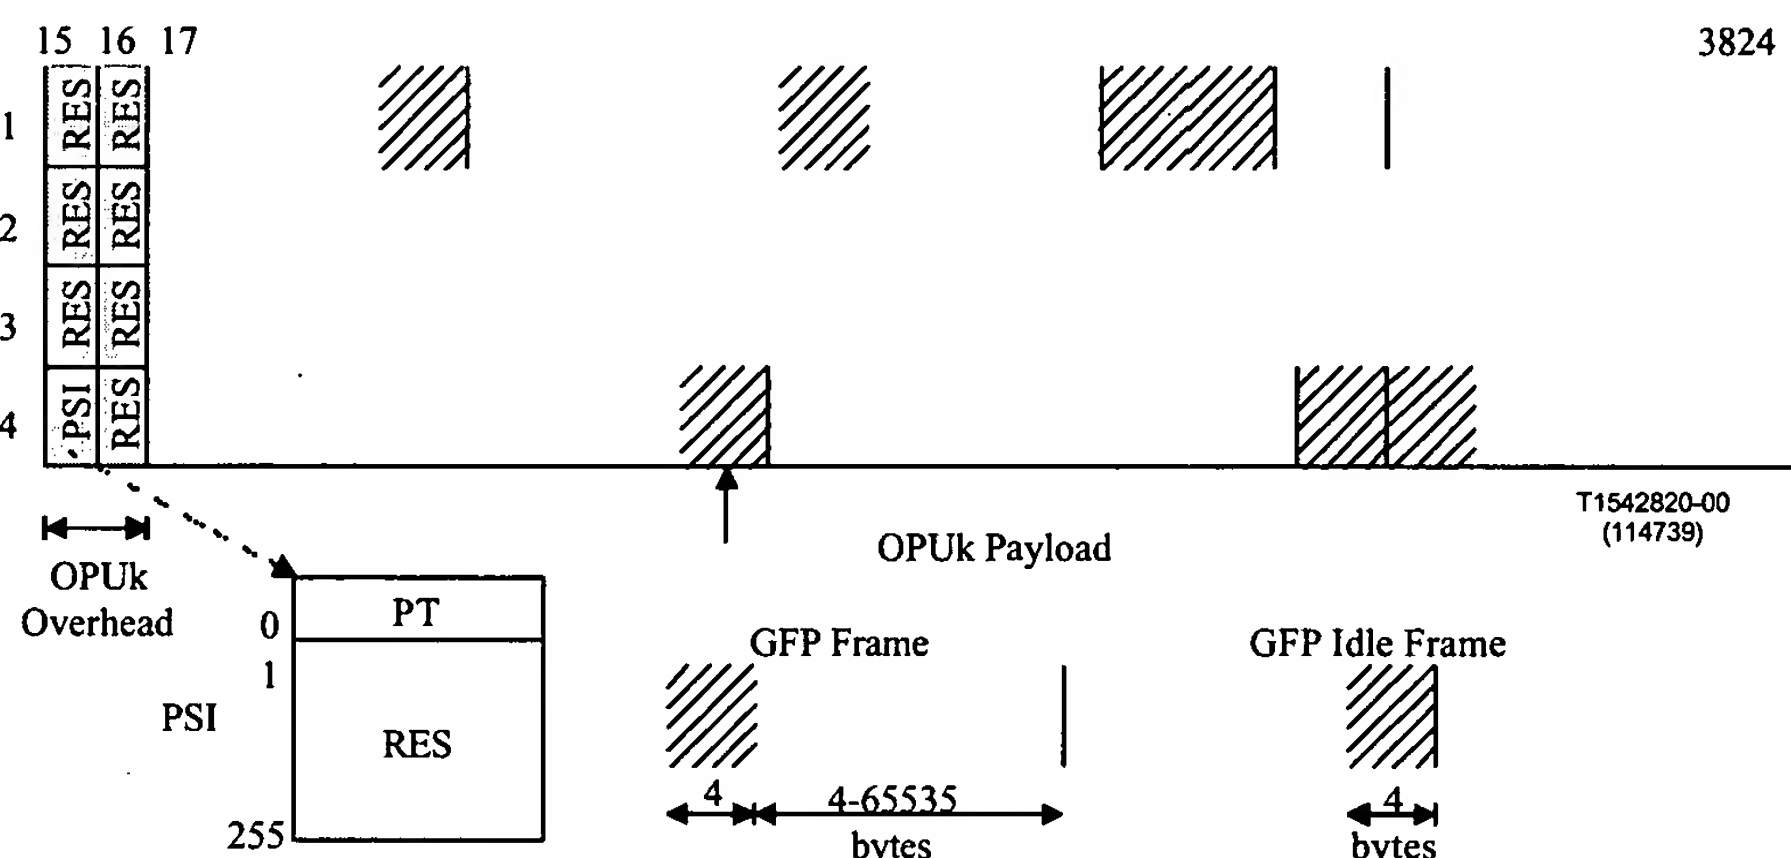 15 16 17 3824
1 RES RES
2 RES RES
3 RES RES
4 PSI RES
T1542820-00
(114739)
OPUk Payload
OPUk
Overhead
0 PT
1
PSI
RES
255
GFP Frame
4 4-65535
bytes
GFP Idle Frame
4
bytes